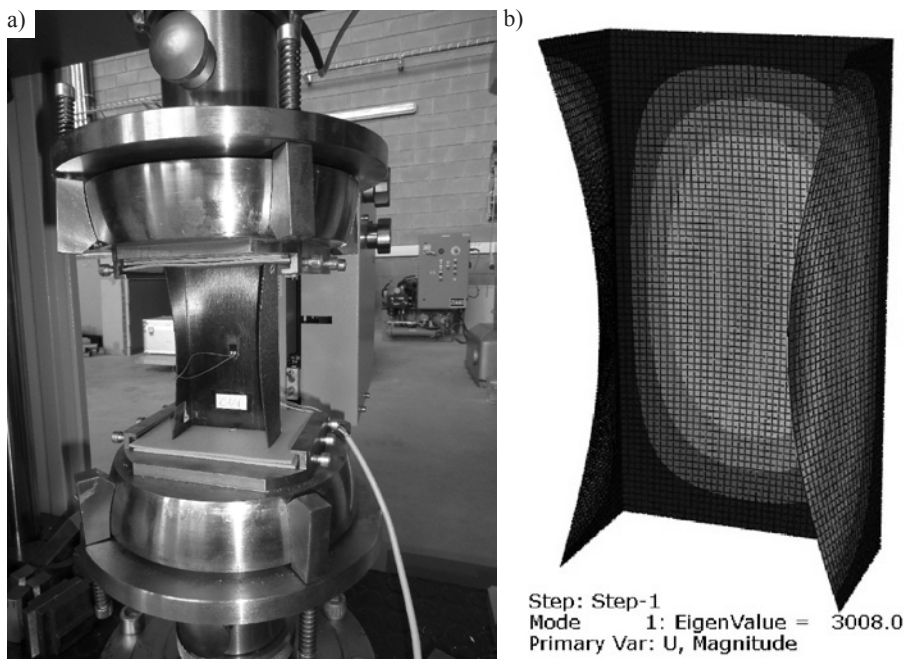 a)
b)
Step: Step-1
Mode 1: EigenValue = 3008.0
Primary Var: U, Magnitude